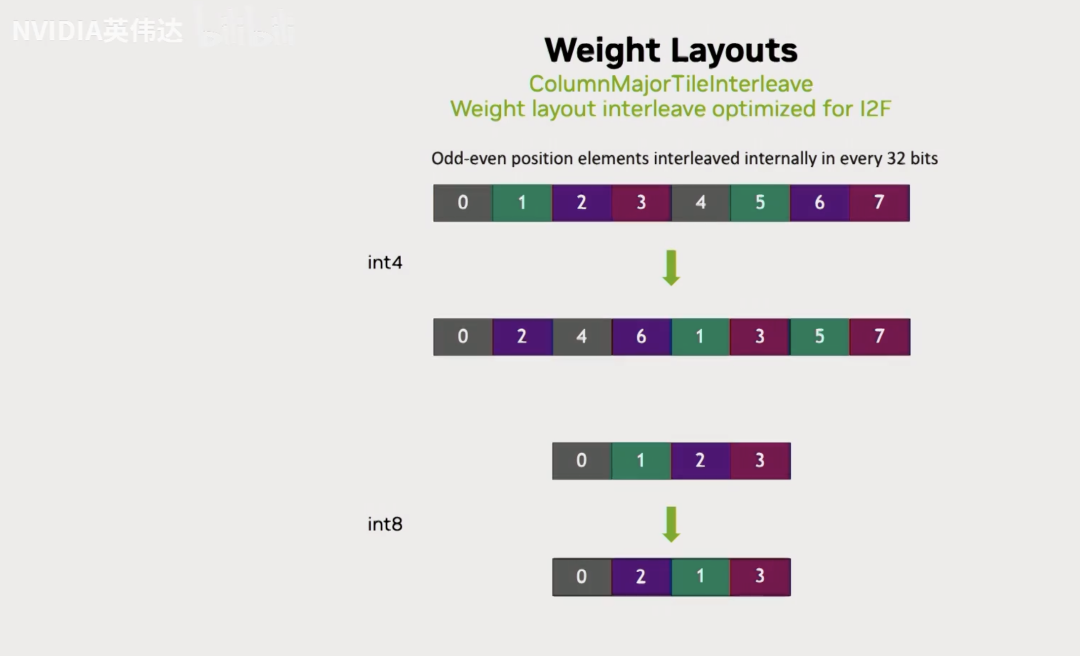 NVIDIA英伟达 bilibili
Weight Layouts
ColumnMajorTileInterleave
Weight layout interleave optimized for I2F
Odd-even position elements interleaved internally in every 32 bits
0 1 2 3 4 5 6 7
int4
0 2 4 6 1 3 5 7
0 1 2 3
int8
0 2 1 3